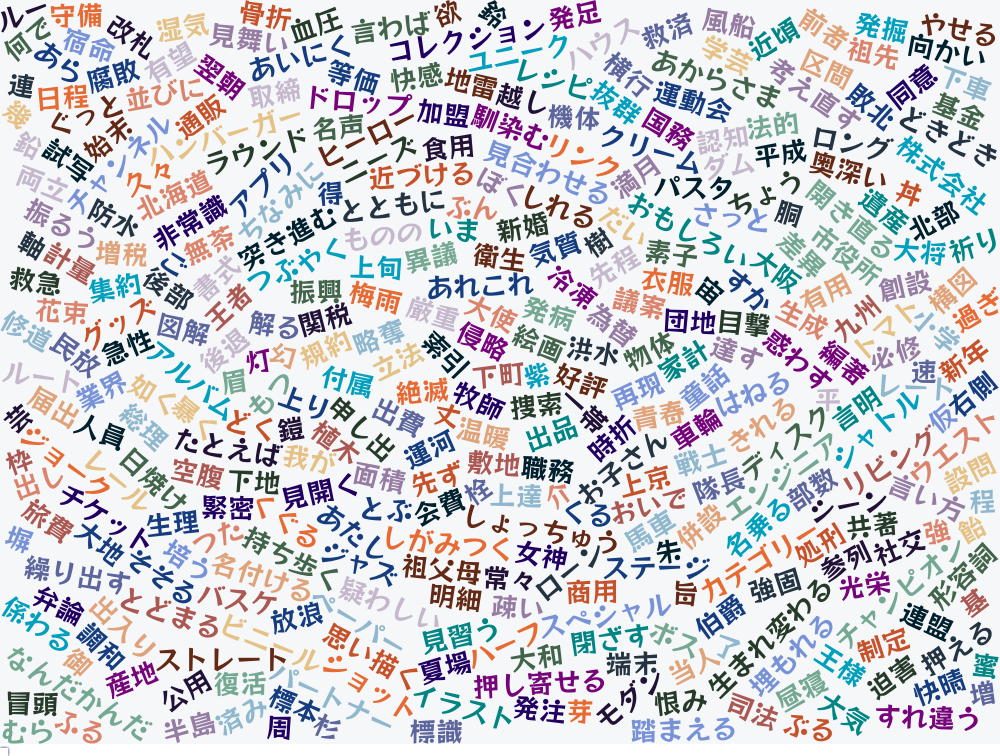 ルー
守備
改札
湿気
骨折
血圧
言わば
欲
鈴
発足
風船
前者
発掘
やせる
何で
宿命
見舞い
コレクション
ハウス
救済
近頃
祖先
向かい
あら
腐敗
有望
翌朝
あいにく
等価
ユニーク
学芸
区間
下車
連
日程
並びに
取締
快感
地雷
越し
レシピ
抜群
横行
あからさま
考え直す
同意
基金
ぐっと
通販
ドロップ
加盟
馴染む
機体
国務
運動会
敗北
どきどき
始末
チャンネル
ハンバーガー
名声
ヒーロー
リンク
クリーム
認知
法的
ロング
株式会社
鉛
試写
久々
ラウンド
ニーズ
食用
見合わせる
満月
ダム
平成
奥深い
丼
両立
防水
北海道
アプリ
ちなみに
得
近づける
ぼく
しれる
パスタ
ちょう
開き直る
遺産
北部
振るう
非常識
突き進む
とともに
ぶん
新婚
だい
おもしろい
さっと
胴
市役所
大将
祈り
軸
計量
増税
無茶
つぶやく
ものの
いま
異議
衛生
気質
樹
素子
大阪
差異
救急
集約
後部
書式
上旬
あれこれ
冷凍
先程
衣服
宙
すか
有用
創設
横図
花束
グッズ
王者
振興
梅雨
厳重
大使
発病
為替
議案
団地
目撃
生成
九州
トマト
過ぎ
修道
民放
急性
図解
後退
解る
関税
規約
略奪
侵略
絵画
洪水
物体
家計
達す
惑わす
編著
必修
新年
ルート
業界
アルバム
灯
立法
索引
下町
紫
好評
再現
童話
はねる
平
速
右側
届出
如く
暴く
眉
もつ
上り
付属
絶滅
牧師
捜索
青春
車輪
きれる
言明
レート
仮
人員
総理
どく
鎧
申し出
出費
丈
温暖
出品
時折
お子さん
戦士
ディスク
シャトル
ウエスト
ジョーク
たとえば
植木
運河
敷地
職務
上京
隊長
エンジニア
リビング
設問
枠
出し
レール
日焼け
空腹
下地
我が
面積
先ず
栓
上達
くる
おいで
部数
シーン
言い方
程
旅費
チケット
生理
緊密
くぐる
見開く
とぶ
会費
しょっちゅう
馬車
併設
名乗る
共著
強
飴
堀
大地
そそる
培う
つた
持ち歩く
あたし
ジャズ
しがみつく
女神
ローン
ステージ
朱
カテゴリー
処刑
参列
社交
チャンピオン
形容詞
繰り出す
名付ける
バスケ
疑わしい
祖父母
常々
明細
疎い
商用
旨
伯爵
強固
光栄
基
係わる
弁論
調和
出入り
とどまる
ビニール
放浪
ペーパー
見習う
ハーフ
スペシャル
閉ざす
ボス
当人
生まれ変わる
埋もれる
制定
連盟
押える
なんだかんだ
御
産地
ストレート
思い描く
ショット
夏場
大和
端末
王様
迫害
蜜
冒頭
公用
復活
パートナー
イラスト
押し寄せる
発注
芽
モダン
恨み
司法
昼寝
大気
快晴
増
むら
ふる
半島
済み
標本
周
杉
標識
踏まえる
ぶる
すれ違う